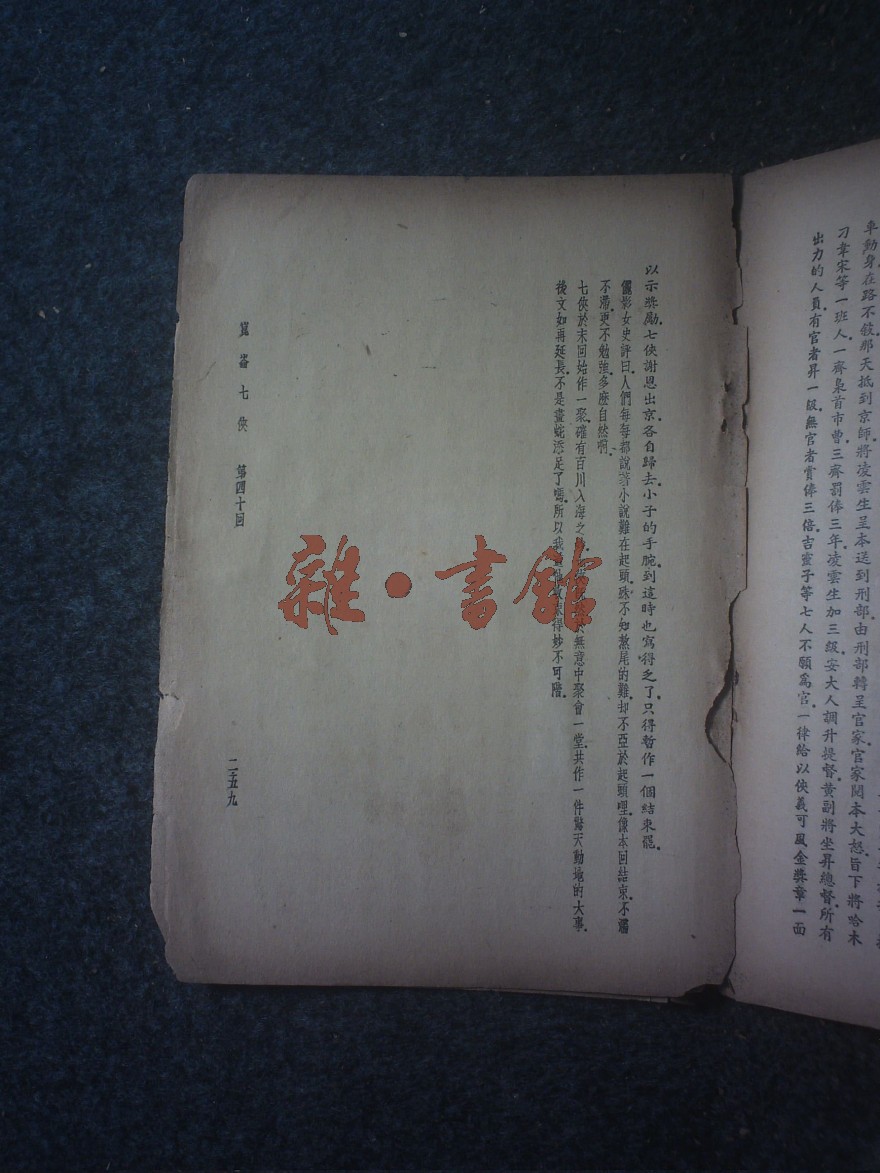 車動身在路不敍那天抵到京師將凌雲生呈本送到刑部由刑部轉呈官家官家閱本大怒旨下將哈木
刁韋宋等一班人一齊梟首市曹三齊罰俸三年凌雲生加三級安大人調升提督黃副將坐昇總督所有
出力的人員有官者昇一級無官者賞俸三倍吉靈子等七人不願爲官一律給以俠義可風金獎章一面
以示獎勵七俠謝恩出京各自歸去小子的手腕到這時也寫得乏了只得暫作一個結束罷
儷影女史評曰人們每每都說著小說難在起頭殊不知煞尾的難却不亞於起頭哩像本回結束不濶
不滯更不勉強多麼自然啊
七俠於末回始作一聚確有百川入海之 無意中聚會一堂共作一件驚天動地的大事
後文如再延長不是畫蛇添足了嗎所以我 得妙不可階
崑崙七俠 第四十回
二五九
雜·書館